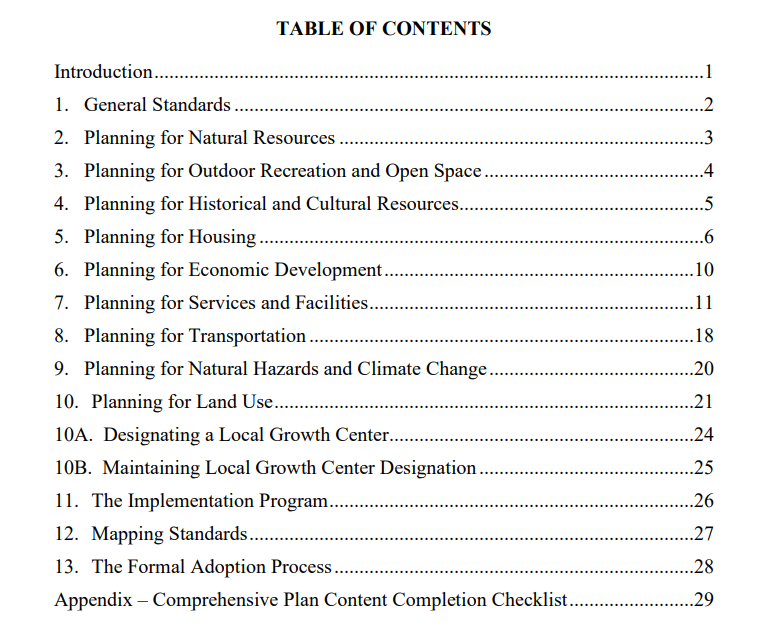 TABLE OF CONTENTS
Introduction.....................................................................................................................1
1. General Standards ....................................................................................................2
2. Planning for Natural Resources ...............................................................................3
3. Planning for Outdoor Recreation and Open Space..................................................4
4. Planning for Historical and Cultural Resources.......................................................5
5. Planning for Housing ...............................................................................................6
6. Planning for Economic Development....................................................................10
7. Planning for Services and Facilities.......................................................................11
8. Planning for Transportation ...................................................................................18
9. Planning for Natural Hazards and Climate Change...............................................20
10. Planning for Land Use..........................................................................................21
10A. Designating a Local Growth Center...................................................................24
10B. Maintaining Local Growth Center Designation .................................................25
11. The Implementation Program...............................................................................26
12. Mapping Standards...............................................................................................27
13. The Formal Adoption Process ..............................................................................28
Appendix – Comprehensive Plan Content Completion Checklist...............................29